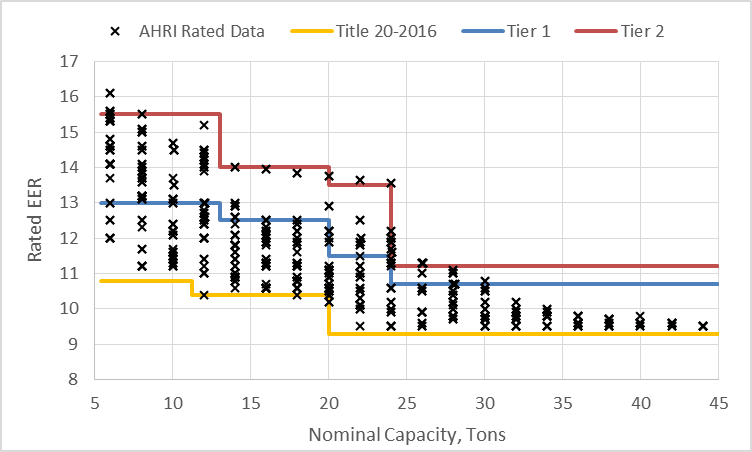 AHRI Rated Data Title 20-2016 Tier 1 Tier 2
17
16
15
14
13
12
11
10
9
8
Rated EER
5 10 15 20 25 30 35 40 45
Nominal Capacity, Tons